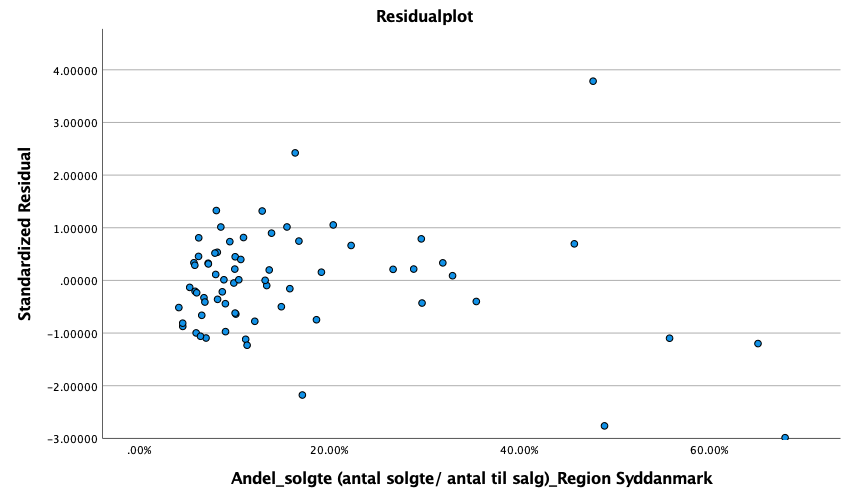 Residualplot
4.00000
3.00000
2.00000
1.00000
.00000
-1.00000
-2.00000
-3.00000
Standardized Residual
.00% 20.00% 40.00% 60.00%
Andel_solgte (antal solgte/ antal til salg)_Region Syddanmark